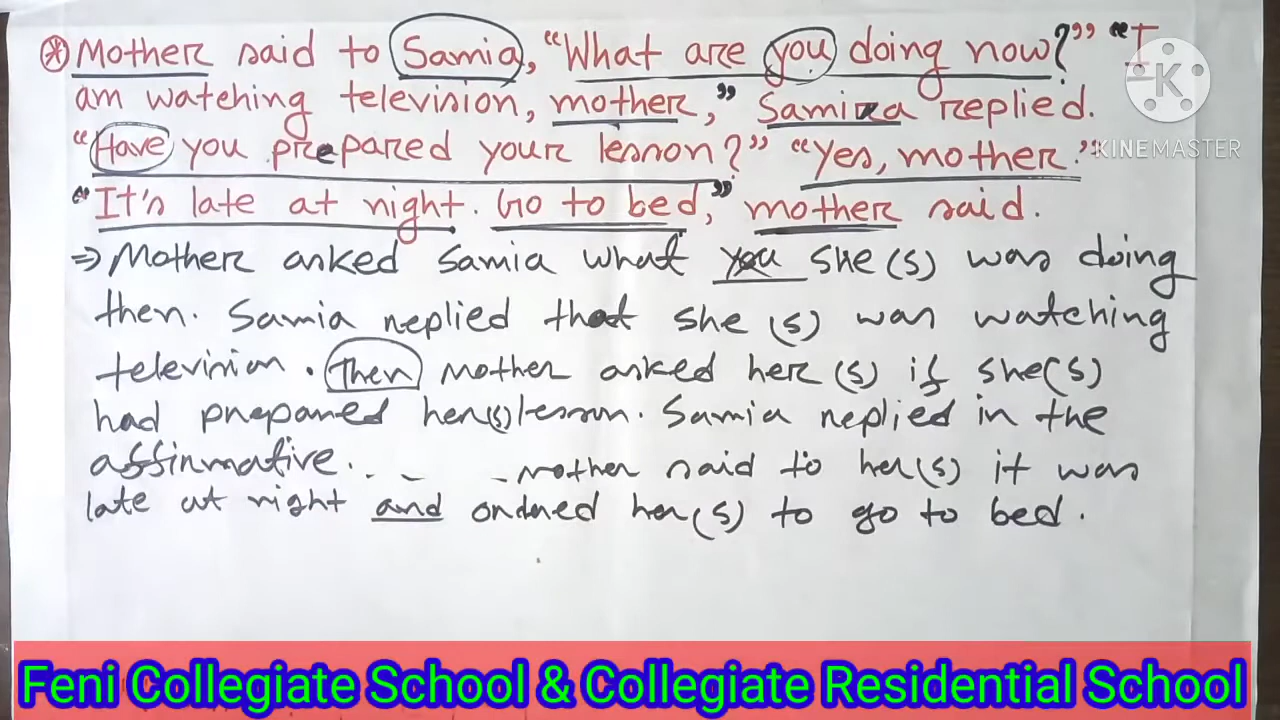 * Mother said to Samia, "What are you doing now?" "I
am watching television, mother," Samira replied.
"Have you prepared your lesson?" "Yes, mother."
"It's late at night. Go to bed," mother said.
⇒ Mother asked Samia what you she (s) was doing
then. Samia replied that she (s) was watching
television. Then mother asked her (s) if she (s)
had prepared her (s) lesson. Samia replied in the
affirmative. . - - mother said to her (s) it was
late at night and ordered her (s) to go to bed.
K
KINEMASTER
Feni Collegiate School & Collegiate Residential School